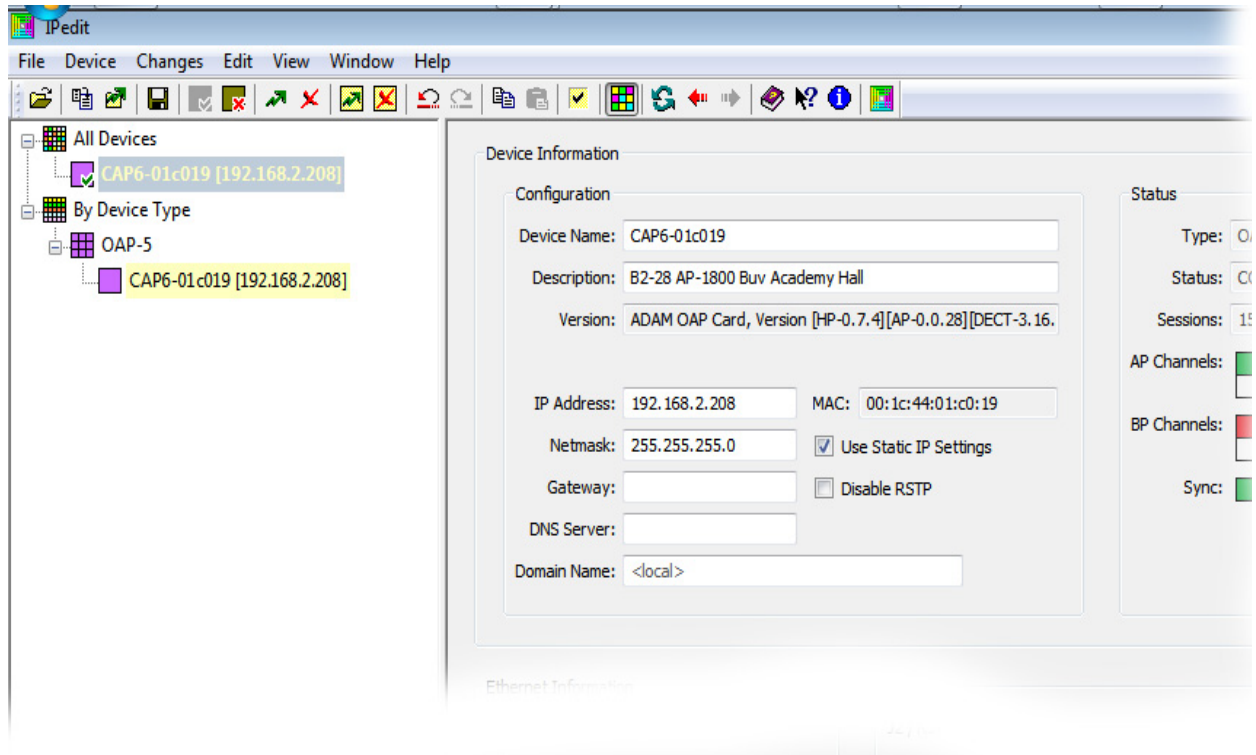 IPedit
File Device Changes Edit View Window Help
All Devices
CAP6-01c019 [192.168.2.208]
By Device Type
OAP-5
CAP6-01c019 [192.168.2.208]
Device Information
Configuration
Device Name: CAP6-01c019
Description: B2-28 AP-1800 Buv Academy Hall
Version: ADAM OAP Card, Version [HP-0.7.4][AP-0.0.28][DECT-3.16.
IP Address: 192.168.2.208 MAC: 00:1c:44:01:c0:19
Netmask: 255.255.255.0 Use Static IP Settings
Gateway: Disable RSTP
DNS Server:
Domain Name: <local>
Status
Type:
Status:
Sessions: 15
AP Channels:
BP Channels:
Sync:
Ethernet Information